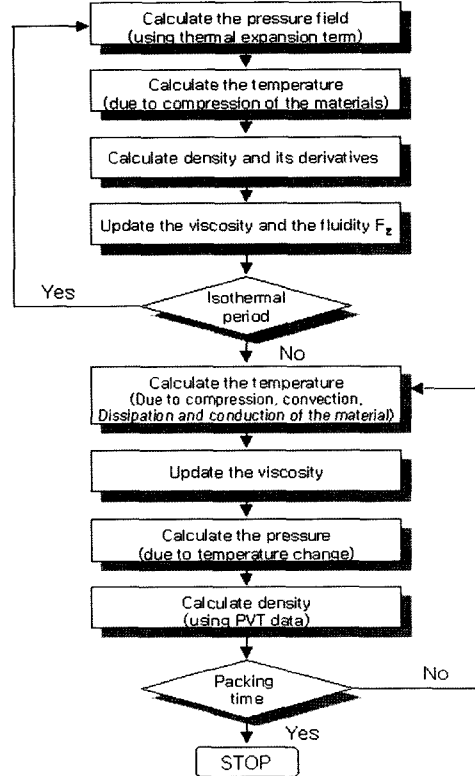 Calculate the pressure field
(using thermal expansion term)
Calculate the temperature
(due to compression of the materials)
Calculate density and its derivatives
Update the viscosity and the fluidity F₂
Yes
Isothermal
period
No
Calculate the temperature
(Due to compression, convection,
Dissipation and conduction of the material)
Update the viscosity
Calculate the pressure
(due to temperature change)
Calculate density
(using PVT data)
Packing
time
No
Yes
STOP